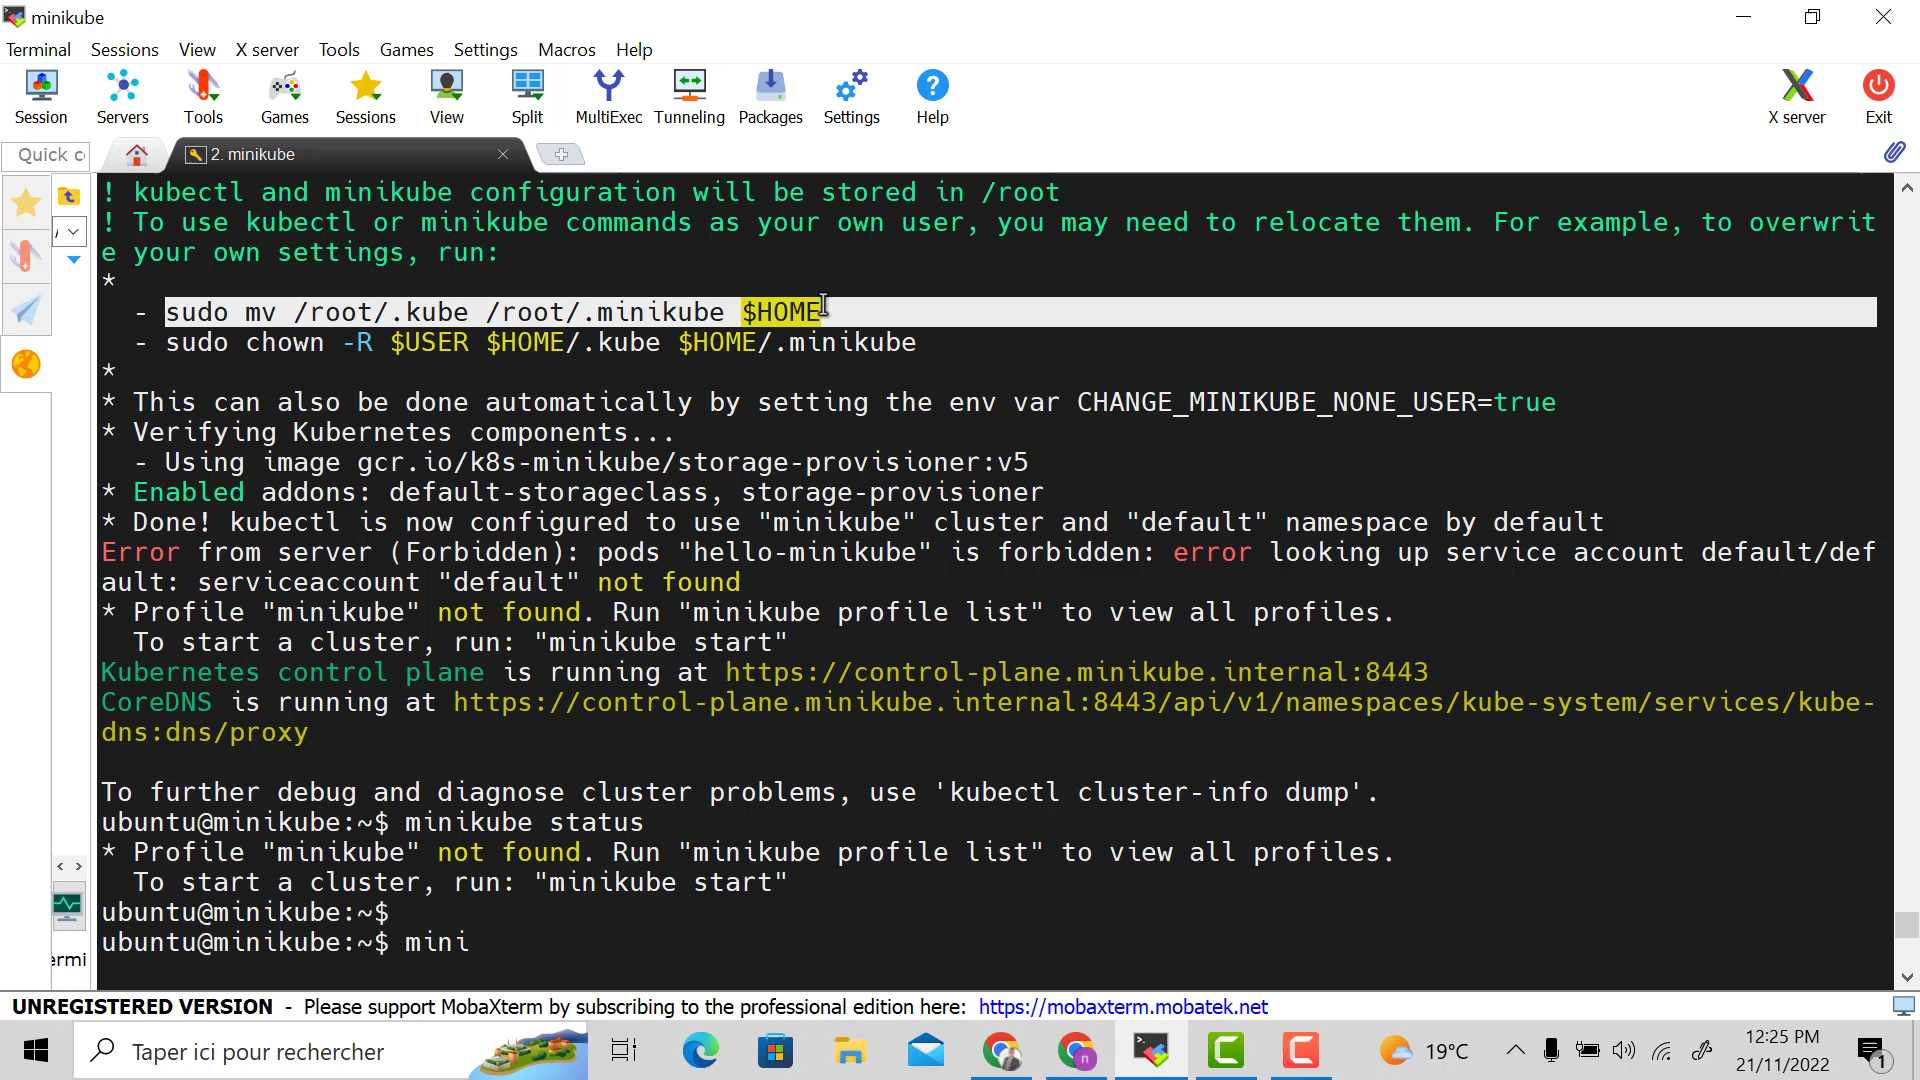 minikube
Terminal Sessions View X server Tools Games Settings Macros Help
Session Servers Tools Games Sessions View Split MultiExec Tunneling Packages Settings Help X server Exit
Quick c
2. minikube
! kubectl and minikube configuration will be stored in /root
! To use kubectl or minikube commands as your own user, you may need to relocate them. For example, to overwrit
e your own settings, run:
*
- sudo mv /root/.kube /root/.minikube $HOME
- sudo chown -R $USER $HOME/.kube $HOME/.minikube
*
* This can also be done automatically by setting the env var CHANGE_MINIKUBE_NONE_USER=true
* Verifying Kubernetes components...
- Using image gcr.io/k8s-minikube/storage-provisioner:v5
* Enabled addons: default-storageclass, storage-provisioner
* Done! kubectl is now configured to use "minikube" cluster and "default" namespace by default
Error from server (Forbidden): pods "hello-minikube" is forbidden: error looking up service account default/def
ault: serviceaccount "default" not found
* Profile "minikube" not found. Run "minikube profile list" to view all profiles.
To start a cluster, run: "minikube start"
Kubernetes control plane is running at https://control-plane.minikube.internal:8443
CoreDNS is running at https://control-plane.minikube.internal:8443/api/v1/namespaces/kube-system/services/kube-
dns:dns/proxy
To further debug and diagnose cluster problems, use 'kubectl cluster-info dump'.
ubuntu@minikube:~$ minikube status
* Profile "minikube" not found. Run "minikube profile list" to view all profiles.
To start a cluster, run: "minikube start"
ubuntu@minikube:~$
ubuntu@minikube:~$ mini
ermi
UNREGISTERED VERSION - Please support MobaXterm by subscribing to the professional edition here: https://mobaxterm.mobatek.net
Taper ici pour rechercher
19°C
12:25 PM
21/11/2022
1